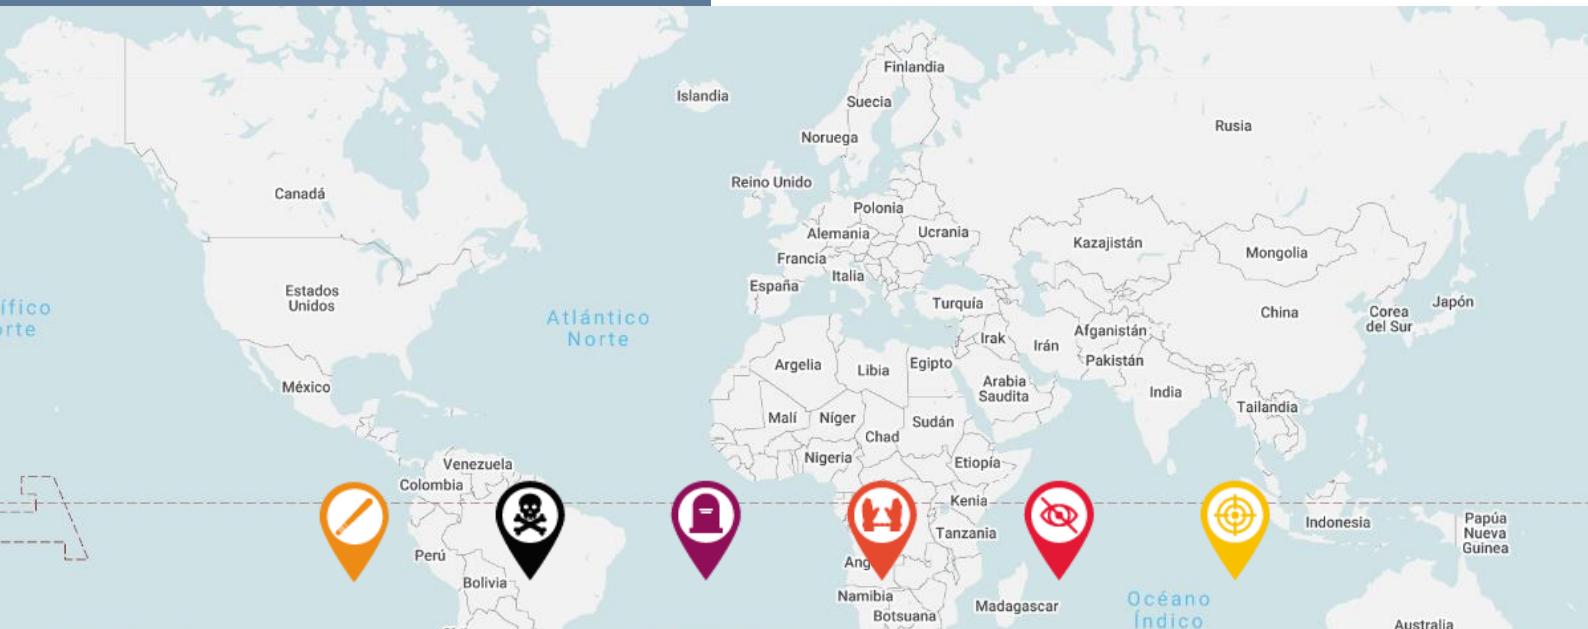 Finlandia
Islandia
Suecia
Rusia
Noruega
Reino Unido
Canadá
Polonia
Alemania
Ucrania
Kazajistán
Mongolia
Francia
Italia
España
Estados
Unidos
Turquía
Japón
ífico
orte
Atlántico
Norte
China
Corea
del Sur
Afganistán
Irak
Irán
Pakistán
Argelia
Libia
Egipto
Arabia
Saudita
India
México
Tailandia
Malí
Níger
Sudán
Chad
Nigeria
Etiopía
Venezuela
Colombia
Kenia
Indonesia
Papúa
Nueva
Guinea
Tanzania
Perú
Ang
Bolivia
Namibia
Madagascar
Botsuana
Océano
Índico
Australia